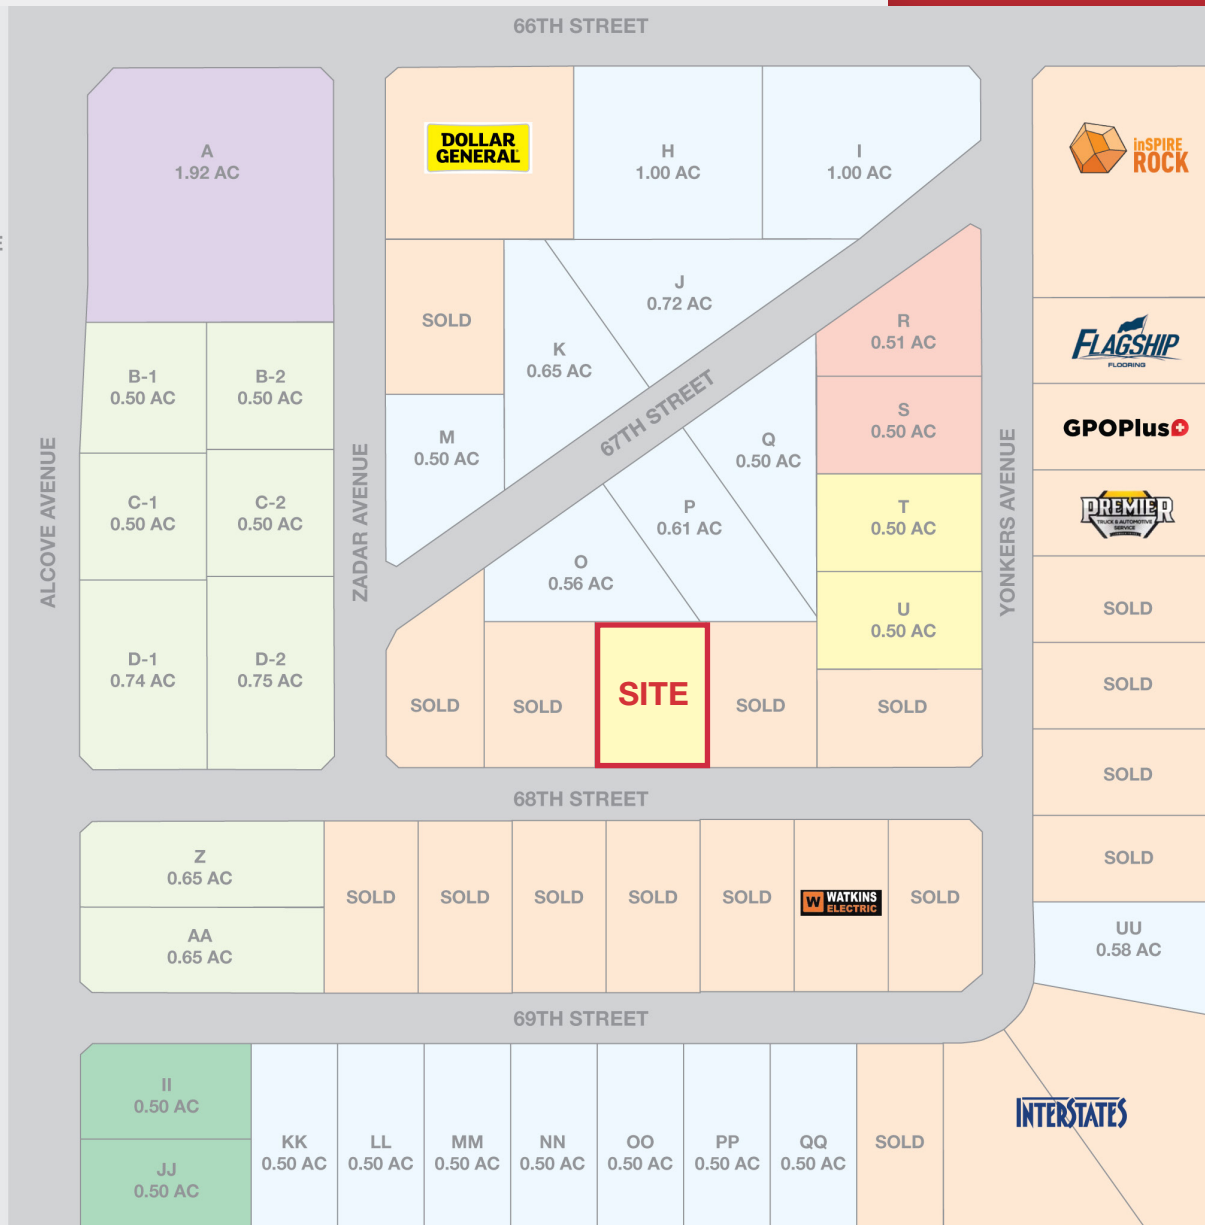 66TH STREET
A
1.92 AC
DOLLAR
GENERAL
H
1.00 AC
I
1.00 AC
inSPIRE
ROCK
SOLD
K
0.65 AC
J
0.72 AC
R
0.51 AC
FLAGSHIP
FLOORING
B-1
0.50 AC
B-2
0.50 AC
M
0.50 AC
67TH STREET
Q
0.50 AC
S
0.50 AC
GPOPlus
ALCOVE AVENUE
C-1
0.50 AC
C-2
0.50 AC
ZADAR AVENUE
P
0.61 AC
T
0.50 AC
YONKERS AVENUE
PREMIER
TRUCK & AUTOMOTIVE
SERVICE
O
0.56 AC
U
0.50 AC
SOLD
D-1
0.74 AC
D-2
0.75 AC
SOLD
SOLD
SITE
SOLD
SOLD
SOLD
SOLD
68TH STREET
Z
0.65 AC
AA
0.65 AC
SOLD
SOLD
SOLD
SOLD
SOLD
W WATKINS
ELECTRIC
SOLD
SOLD
UU
0.58 AC
69TH STREET
II
0.50 AC
JJ
0.50 AC
KK
0.50 AC
LL
0.50 AC
MM
0.50 AC
NN
0.50 AC
OO
0.50 AC
PP
0.50 AC
QQ
0.50 AC
SOLD
INTERSTATES